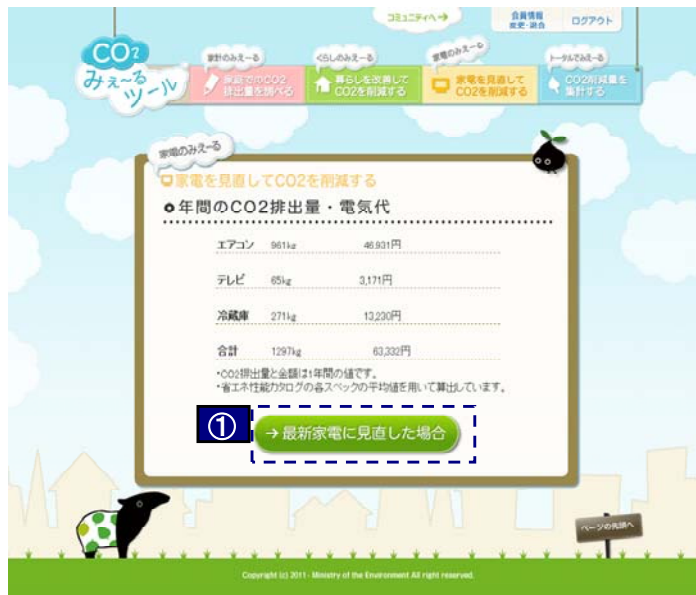 コミュニティへ→
会員情報
変更・退会
ログアウト
CO2
みえ～る
ツール
家計のみえ～る
くらしのみえ～る
家電のみえ～る
トータルでみえ～る
家庭でのCO2
排出量を調べる
暮らしを改善して
CO2を削減する
家電を見直して
CO2を削減する
CO2削減量を
集計する
家電のみえ～る
家電を見直してCO2を削減する
年間のCO2排出量・電気代
エアコン 961kg 46,931円
テレビ 65kg 3,171円
冷蔵庫 271kg 13,230円
合計 1297kg 63,332円
・CO2排出量と金額は1年間の値です。
・省エネ性能カタログの各スペックの平均値を用いて算出しています。
①
→最新家電に見直した場合
ページの先頭へ
Copyright (c) 2011 - Ministry of the Environment All right reserved.